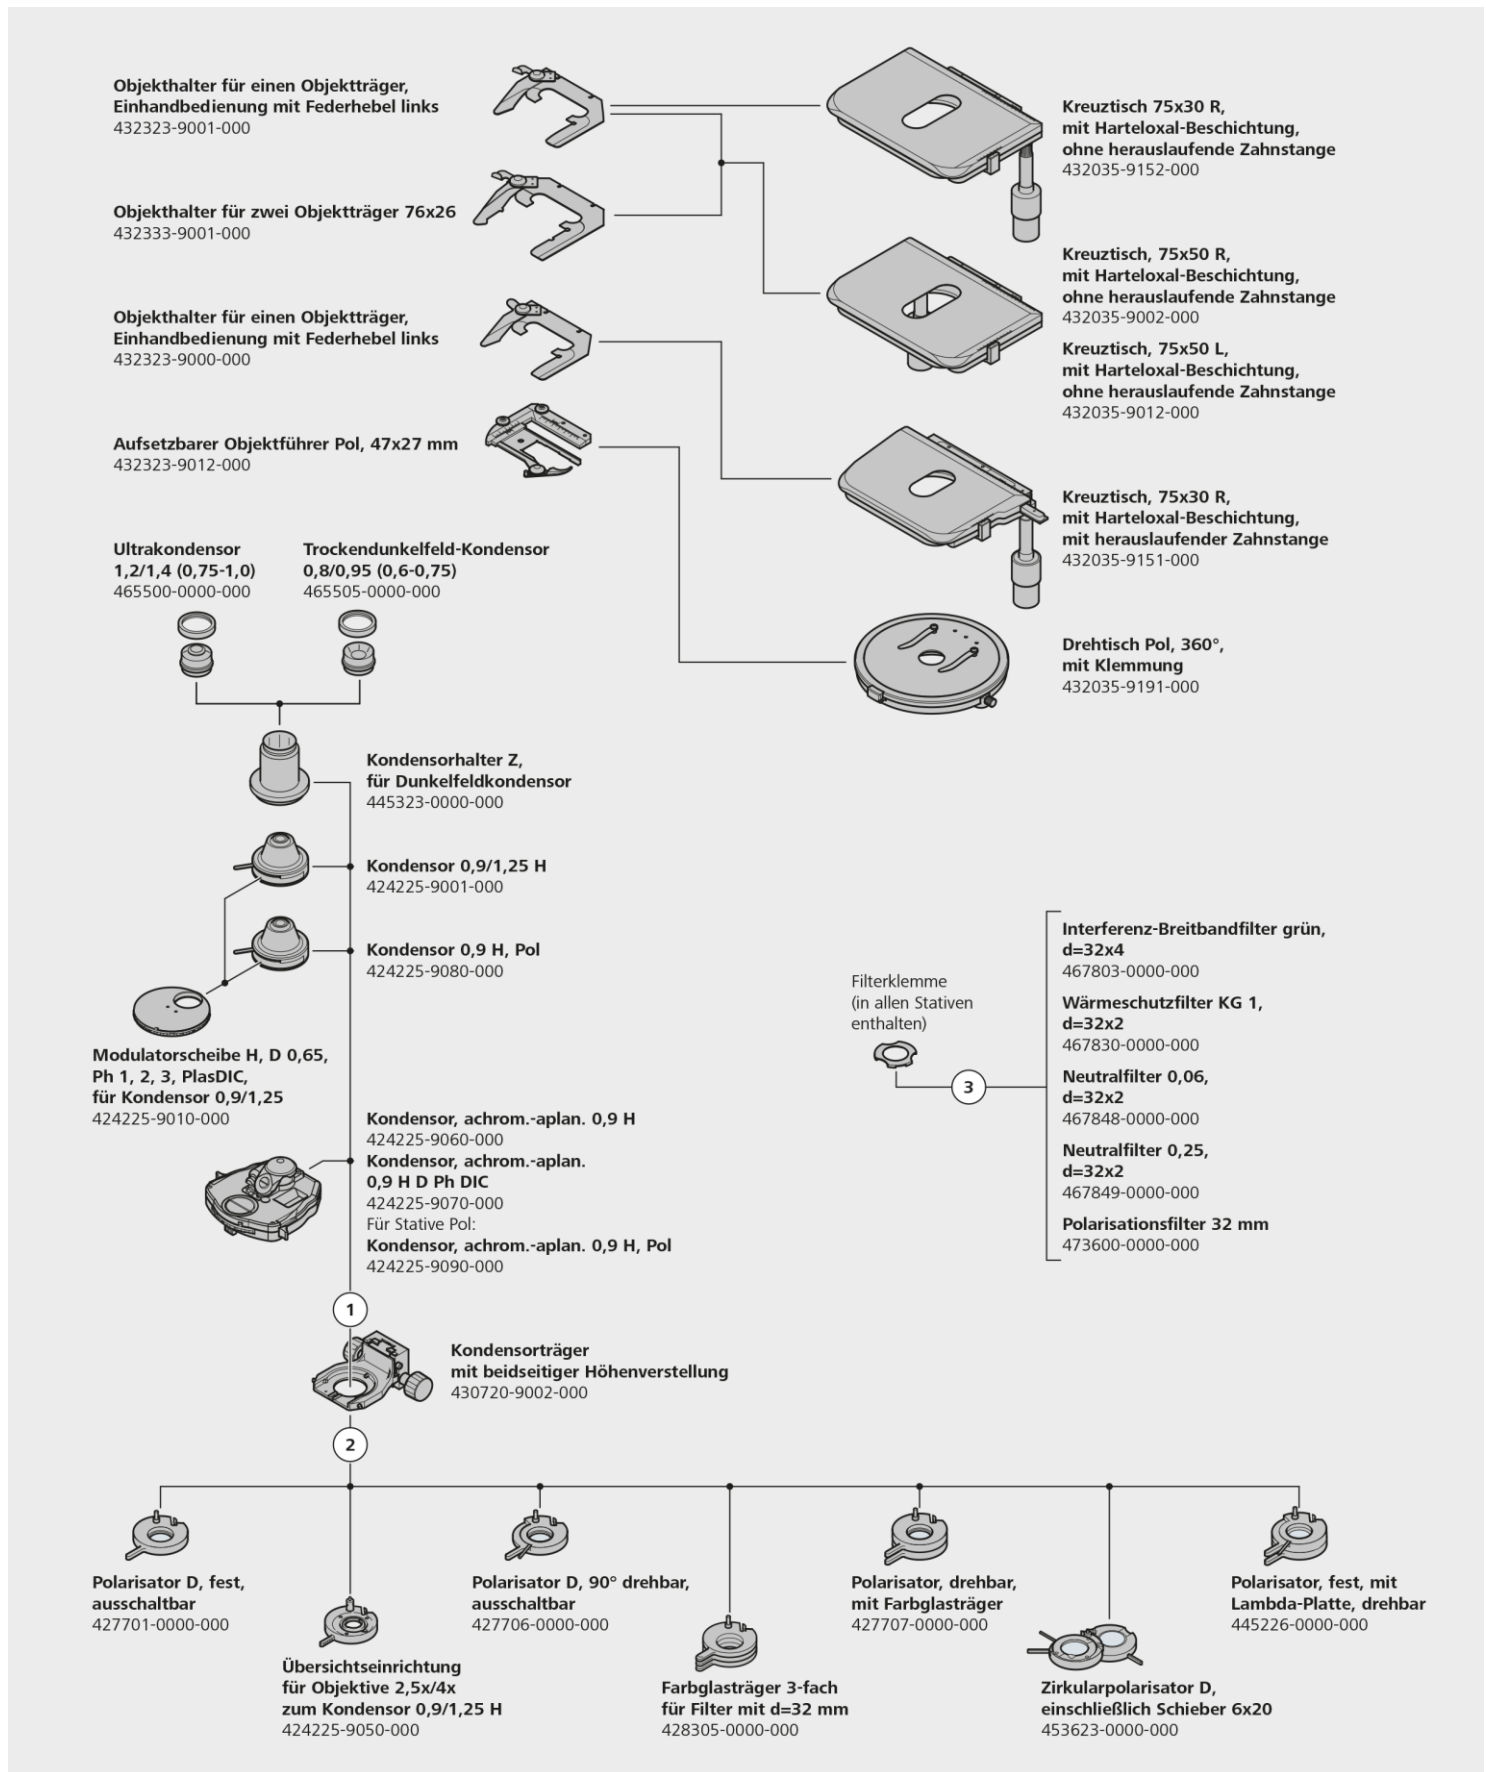 Objekthalter für einen Objektträger,
Einhandbedienung mit Federhebel links
432323-9001-000
Objekthalter für zwei Objektträger 76x26
432333-9001-000
Objekthalter für einen Objektträger,
Einhandbedienung mit Federhebel links
432323-9000-000
Aufsetzbarer Objektführer Pol, 47x27 mm
432323-9012-000
Kreuztisch 75x30 R,
mit Harteloxal-Beschichtung,
ohne herauslaufende Zahnstange
432035-9152-000
Kreuztisch, 75x50 R,
mit Harteloxal-Beschichtung,
ohne herauslaufende Zahnstange
432035-9002-000
Kreuztisch, 75x50 L,
mit Harteloxal-Beschichtung,
ohne herauslaufende Zahnstange
432035-9012-000
Kreuztisch, 75x30 R,
mit Harteloxal-Beschichtung,
mit herauslaufender Zahnstange
432035-9151-000
Drehtisch Pol, 360°,
mit Klemmung
432035-9191-000
Ultrakondensor
1,2/1,4 (0,75-1,0)
465500-0000-000
Trockendunkelfeld-Kondensor
0,8/0,95 (0,6-0,75)
465505-0000-000
Kondensorhalter Z,
für Dunkelfeldkondensor
445323-0000-000
Kondensor 0,9/1,25 H
424225-9001-000
Kondensor 0,9 H, Pol
424225-9080-000
Modulatorscheibe H, D 0,65,
Ph 1, 2, 3, PlasDIC,
für Kondensor 0,9/1,25
424225-9010-000
Kondensor, achrom.-aplan. 0,9 H
424225-9060-000
Kondensor, achrom.-aplan.
0,9 H D Ph DIC
424225-9070-000
Für Stative Pol:
Kondensor, achrom.-aplan. 0,9 H, Pol
424225-9090-000
Filterklemme
(in allen Stativen
enthalten)
3
Interferenz-Breitbandfilter grün,
d=32x4
467803-0000-000
Wärmeschutzfilter KG 1,
d=32x2
467830-0000-000
Neutralfilter 0,06,
d=32x2
467848-0000-000
Neutralfilter 0,25,
d=32x2
467849-0000-000
Polarisationsfilter 32 mm
473600-0000-000
1
Kondensorträger
mit beidseitiger Höhenverstellung
430720-9002-000
2
Polarisator D, fest,
ausschaltbar
427701-0000-000
Übersichtseinrichtung
für Objektive 2,5x/4x
zum Kondensor 0,9/1,25 H
424225-9050-000
Polarisator D, 90° drehbar,
ausschaltbar
427706-0000-000
Farbglasträger 3-fach
für Filter mit d=32 mm
428305-0000-000
Polarisator, drehbar,
mit Farbglasträger
427707-0000-000
Zirkularpolarisator D,
einschließlich Schieber 6x20
453623-0000-000
Polarisator, fest, mit
Lambda-Platte, drehbar
445226-0000-000